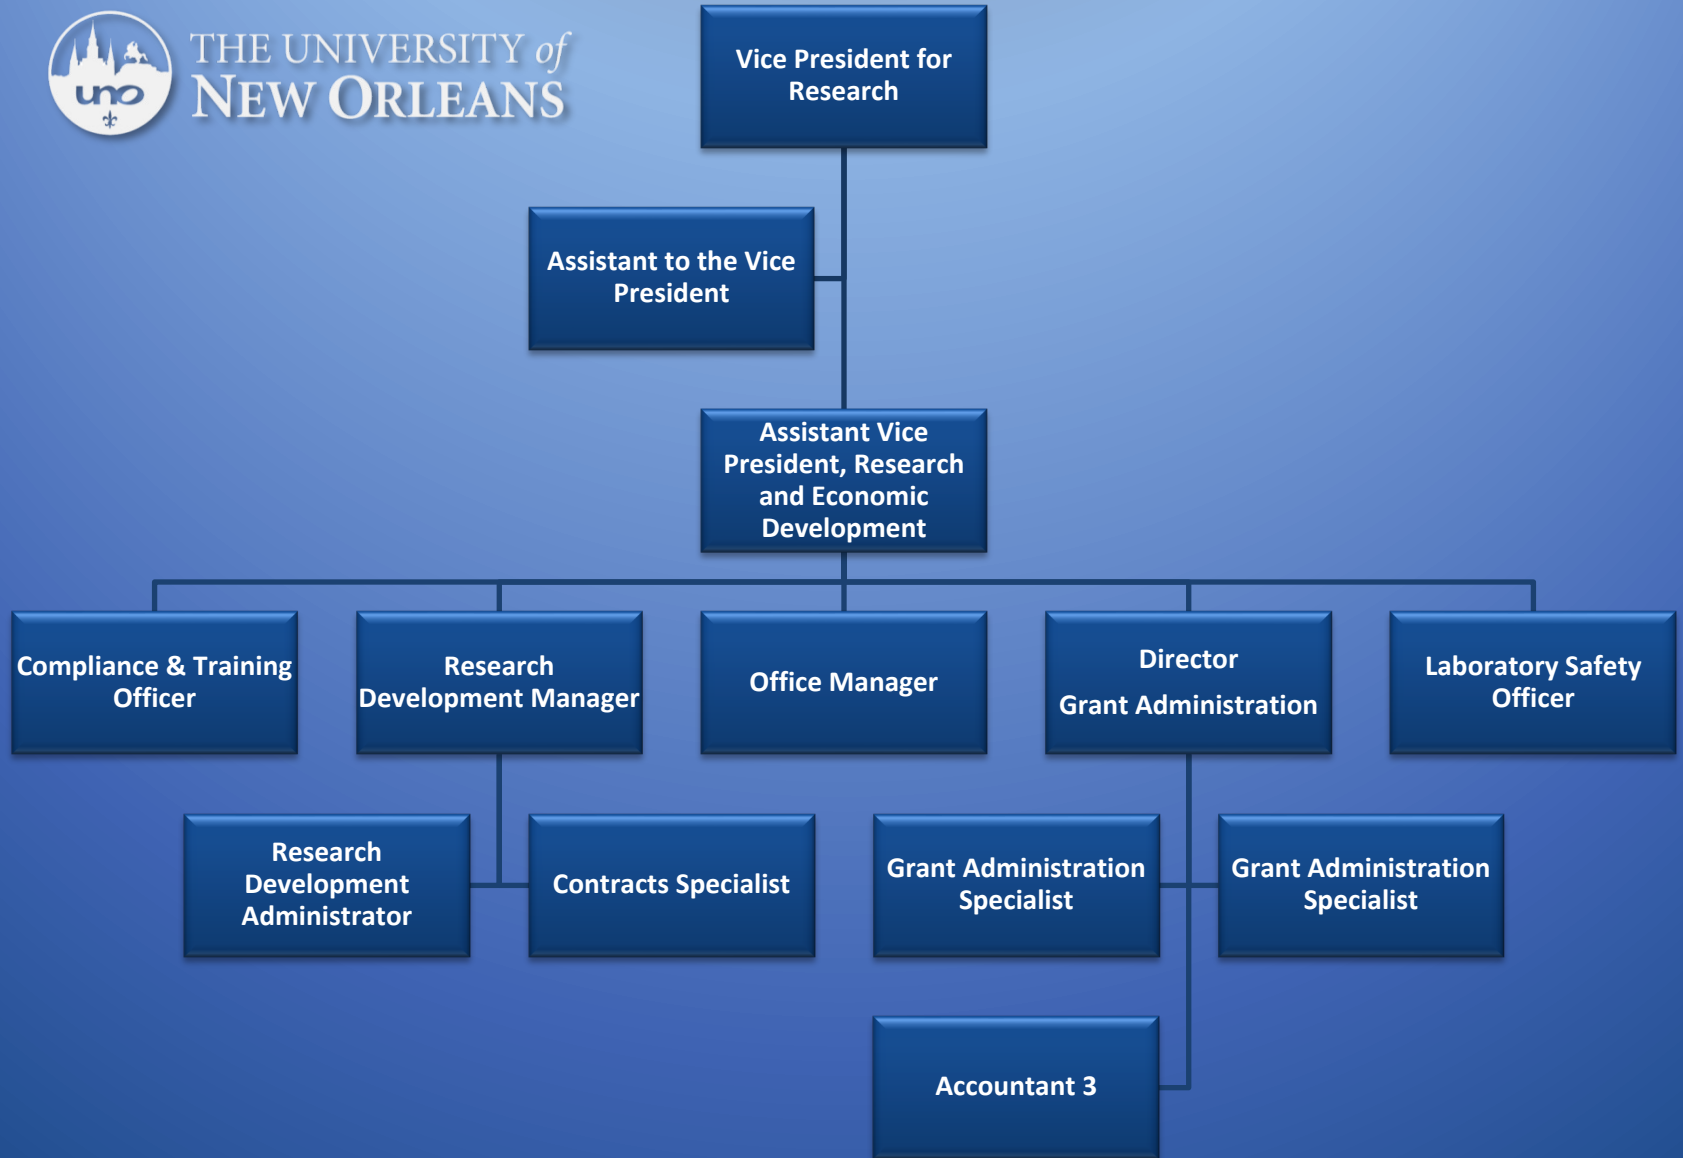 THE UNIVERSITY of
NEW ORLEANS
uno
Vice President for
Research
Assistant to the Vice
President
Assistant Vice
President, Research
and Economic
Development
Compliance & Training
Officer
Research
Development Manager
Office Manager
Director
Grant Administration
Laboratory Safety
Officer
Research
Development
Administrator
Contracts Specialist
Grant Administration
Specialist
Grant Administration
Specialist
Accountant 3